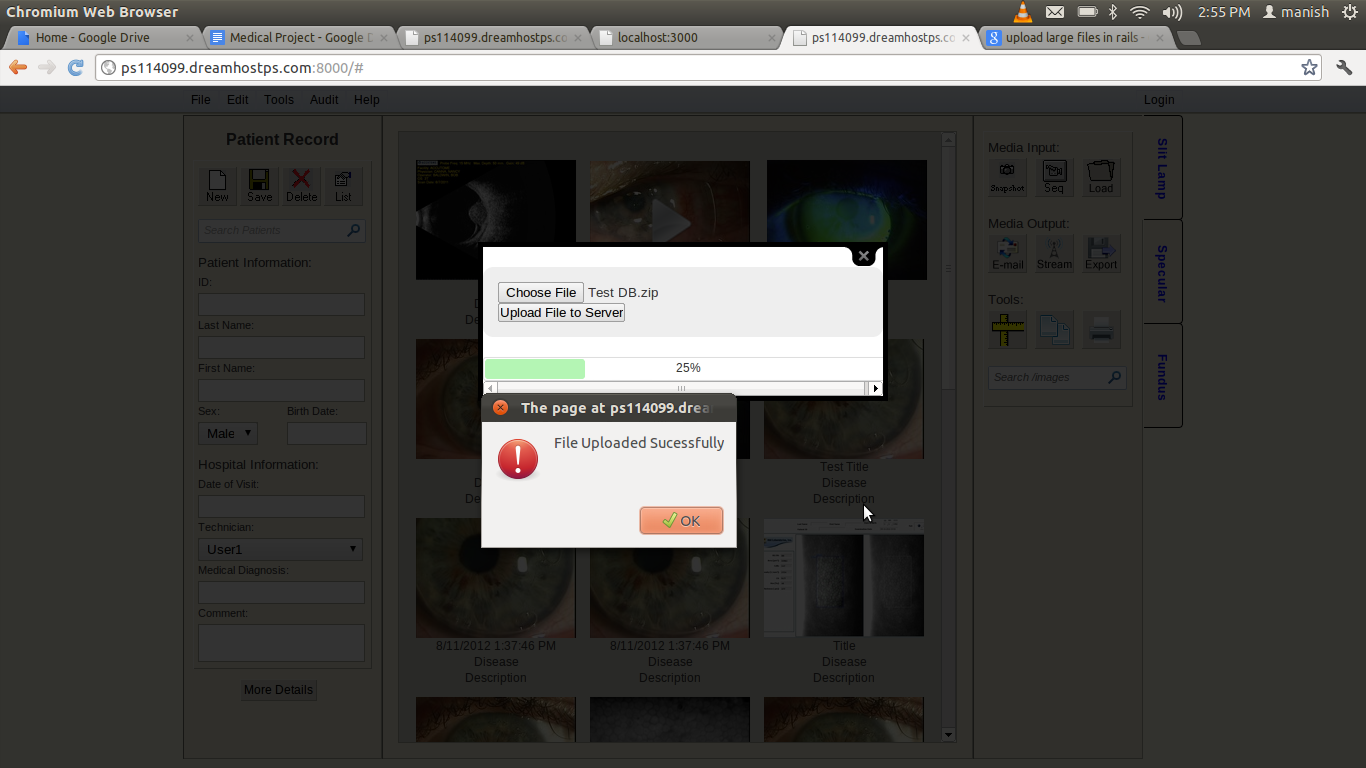 Chromium Web Browser
2:55 PM manish
Home - Google Drive
Medical Project - Google D
ps114099.dreamhostps.co
localhost:3000
ps114099.dreamhostps.co
upload large files in rails -
ps114099.dreamhostps.com:8000/#
File Edit Tools Audit Help Login
Patient Record
New Save Delete List
Search Patients
Patient Information:
ID:
Last Name:
First Name:
Sex: Birth Date:
Male
Hospital Information:
Date of Visit:
Technician:
User1
Medical Diagnosis:
Comment:
More Details
Choose File Test DB.zip
Upload File to Server
25%
The page at ps114099.drea
File Uploaded Sucessfully
OK
Test Title
Disease
Description
8/11/2012 1:37:46 PM
Disease
Description
8/11/2012 1:37:46 PM
Disease
Description
Title
Disease
Description
Media Input:
Snapshot Seq Load
Media Output:
E-mail Stream Export
Tools:
Search /images
Slit Lamp
Specular
Fundus